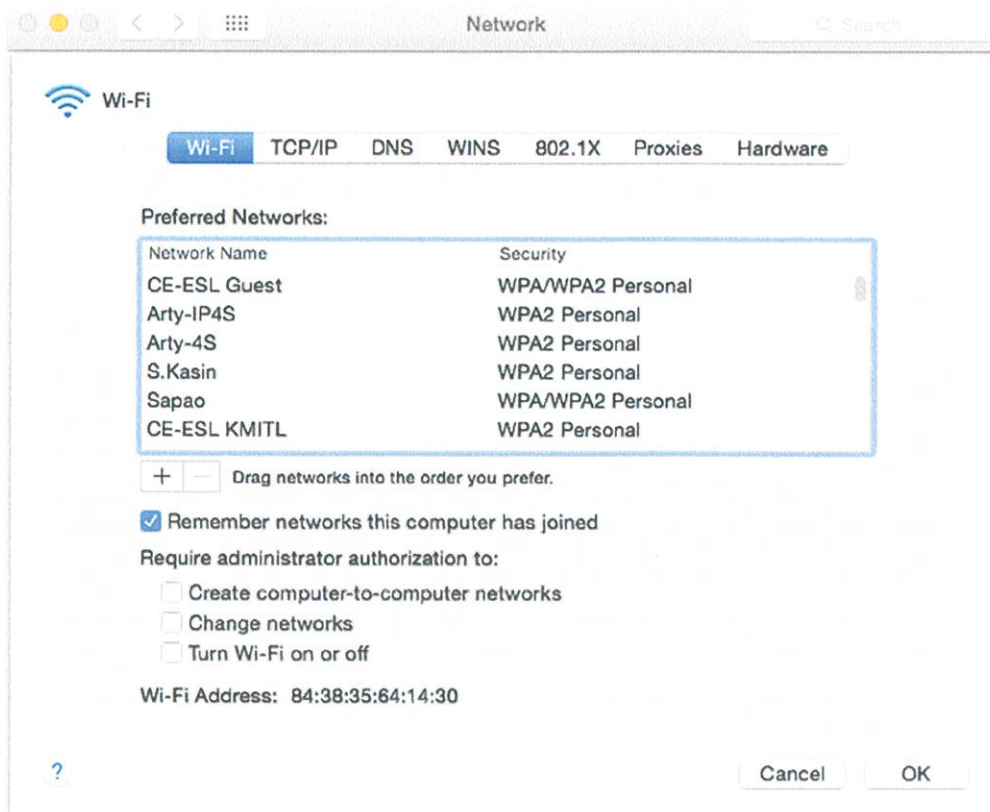 Network
Search
Wi-Fi
Wi-Fi TCP/IP DNS WINS 802.1X Proxies Hardware
Preferred Networks:
Network Name Security
CE-ESL Guest WPA/WPA2 Personal
Arty-IP4S WPA2 Personal
Arty-4S WPA2 Personal
S.Kasin WPA2 Personal
Sapao WPA/WPA2 Personal
CE-ESL KMITL WPA2 Personal
+ − Drag networks into the order you prefer.
Remember networks this computer has joined
Require administrator authorization to:
Create computer-to-computer networks
Change networks
Turn Wi-Fi on or off
Wi-Fi Address: 84:38:35:64:14:30
? Cancel OK